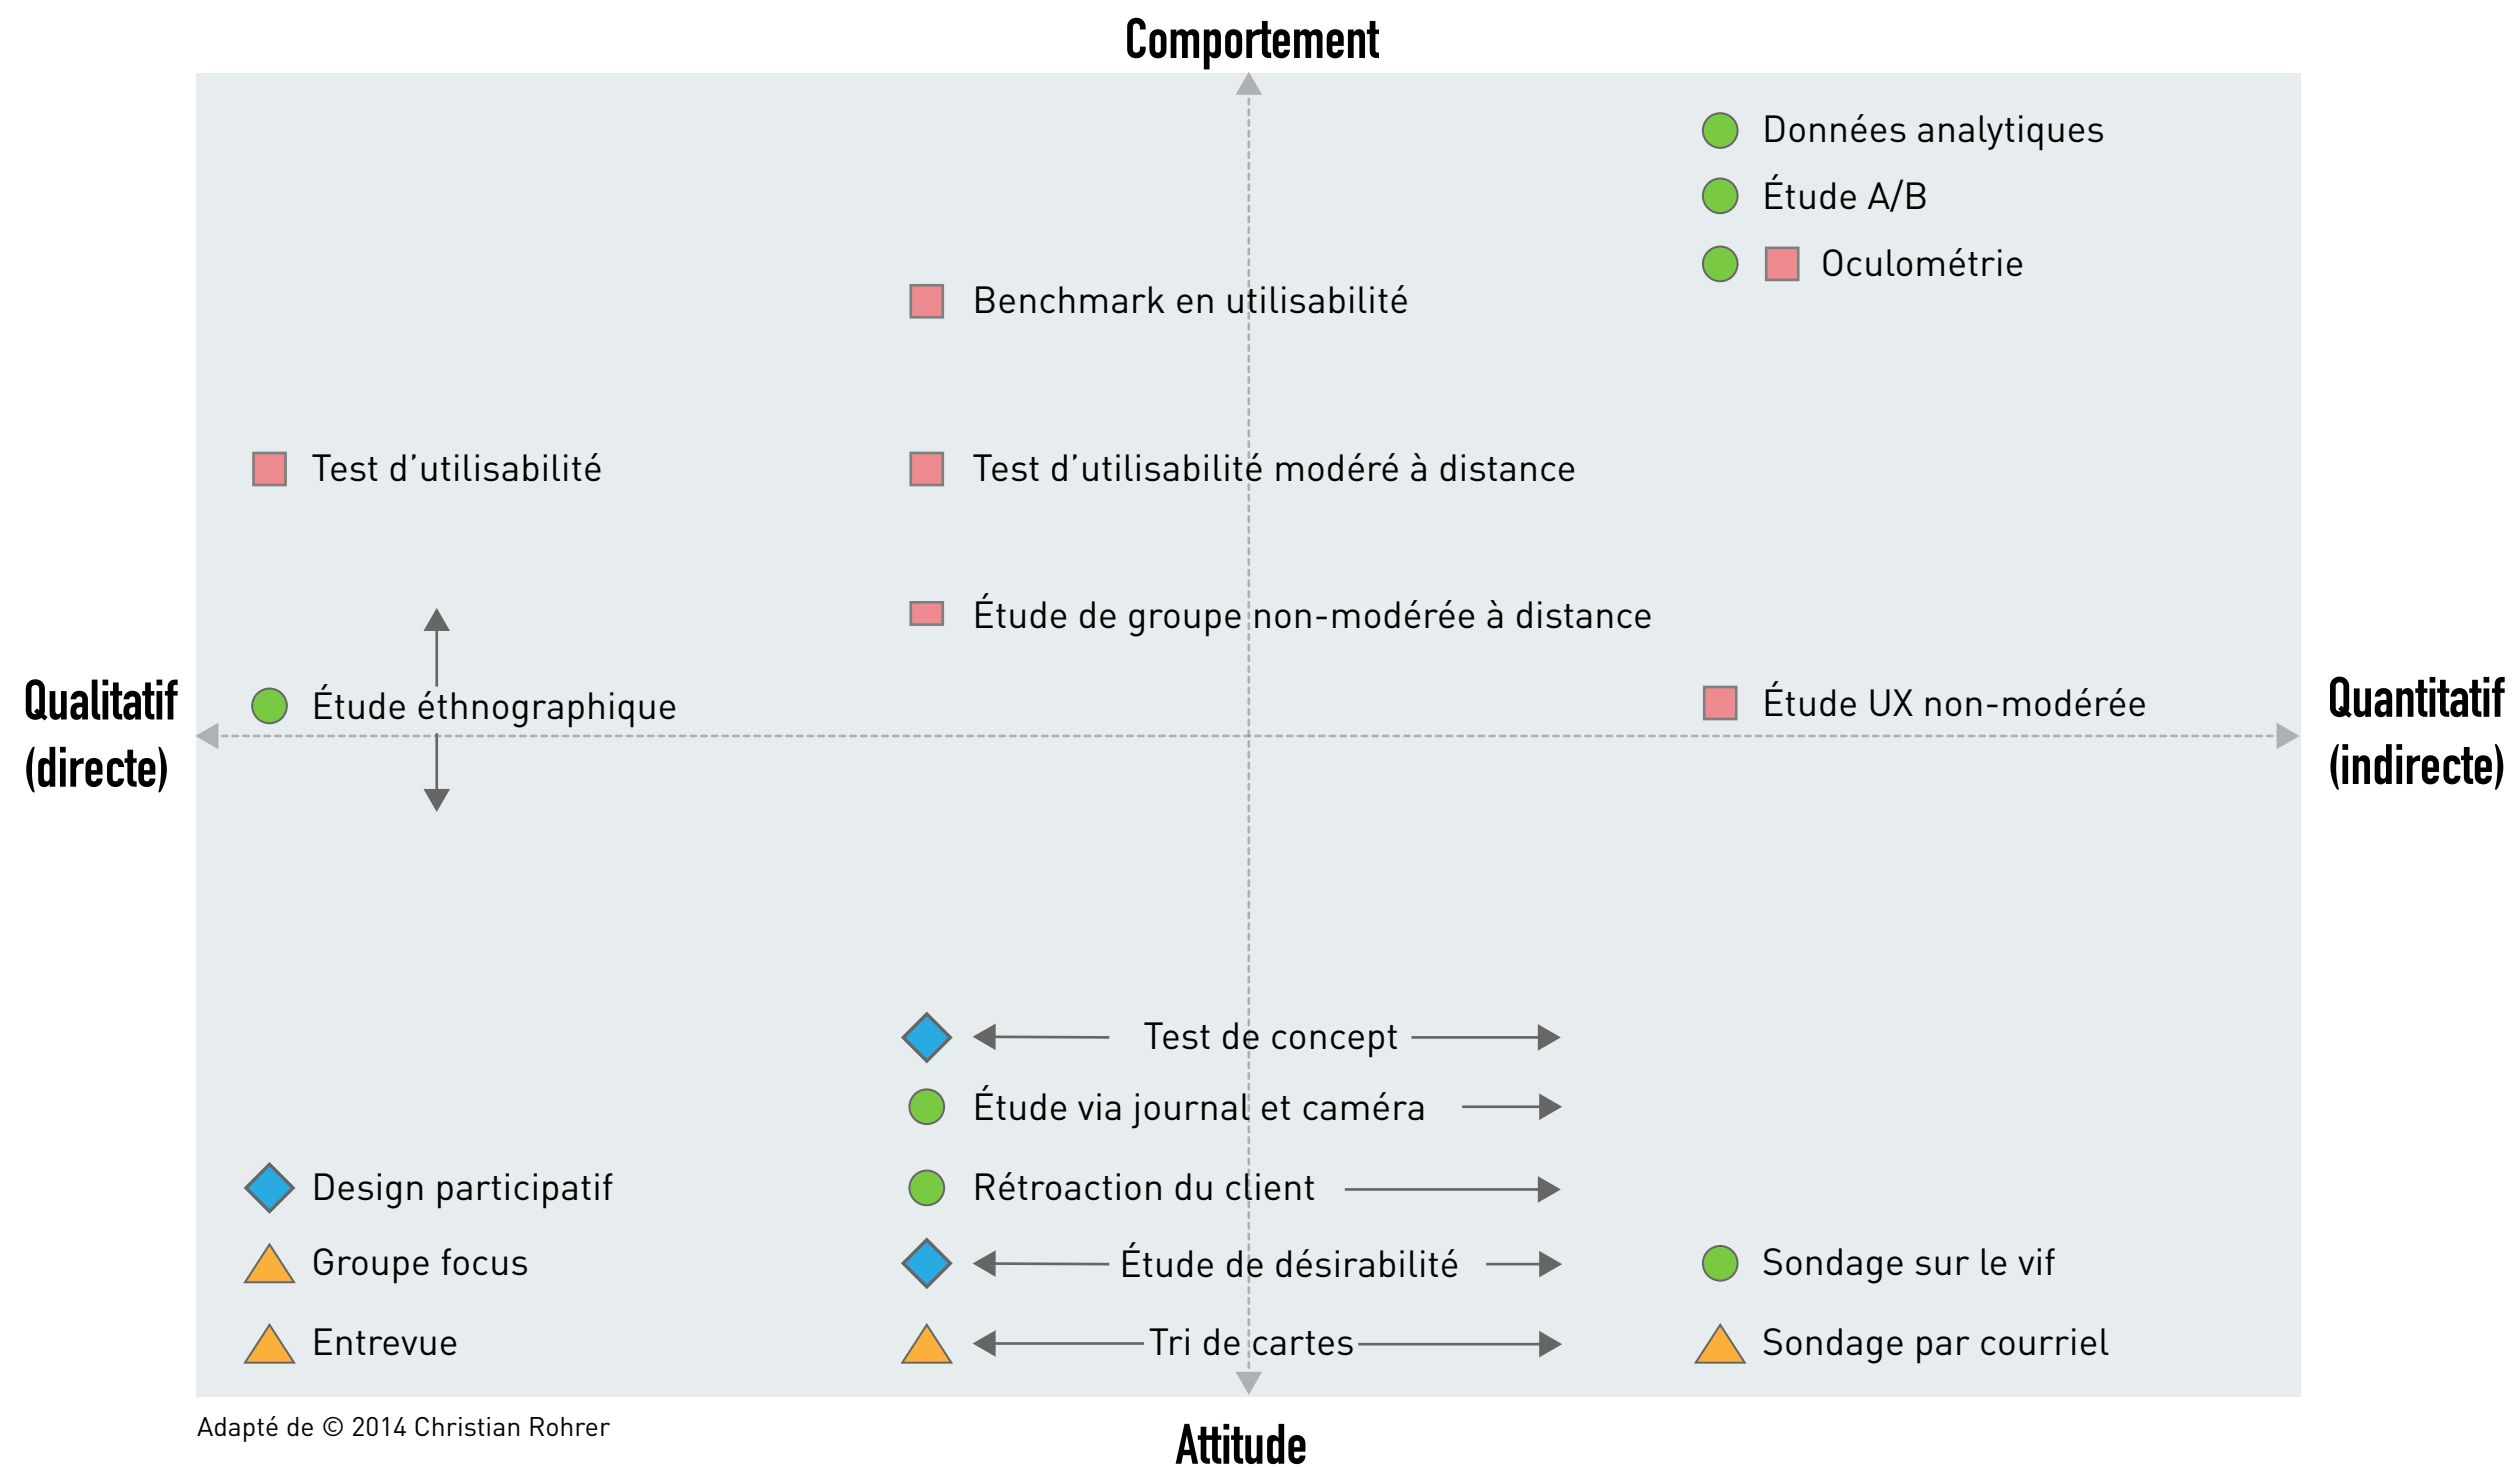 Comportement
Données analytiques
Étude A/B
Oculométrie
Benchmark en utilisabilité
Test d’utilisabilité
Test d’utilisabilité modéré à distance
Étude de groupe non-modérée à distance
Qualitatif
(directe)
Étude éthnographique
Étude UX non-modérée
Quantitatif
(indirecte)
Test de concept
Étude via journal et caméra
Design participatif
Rétroaction du client
Groupe focus
Étude de désirabilité
Sondage sur le vif
Entrevue
Tri de cartes
Sondage par courriel
Adapté de © 2014 Christian Rohrer
Attitude